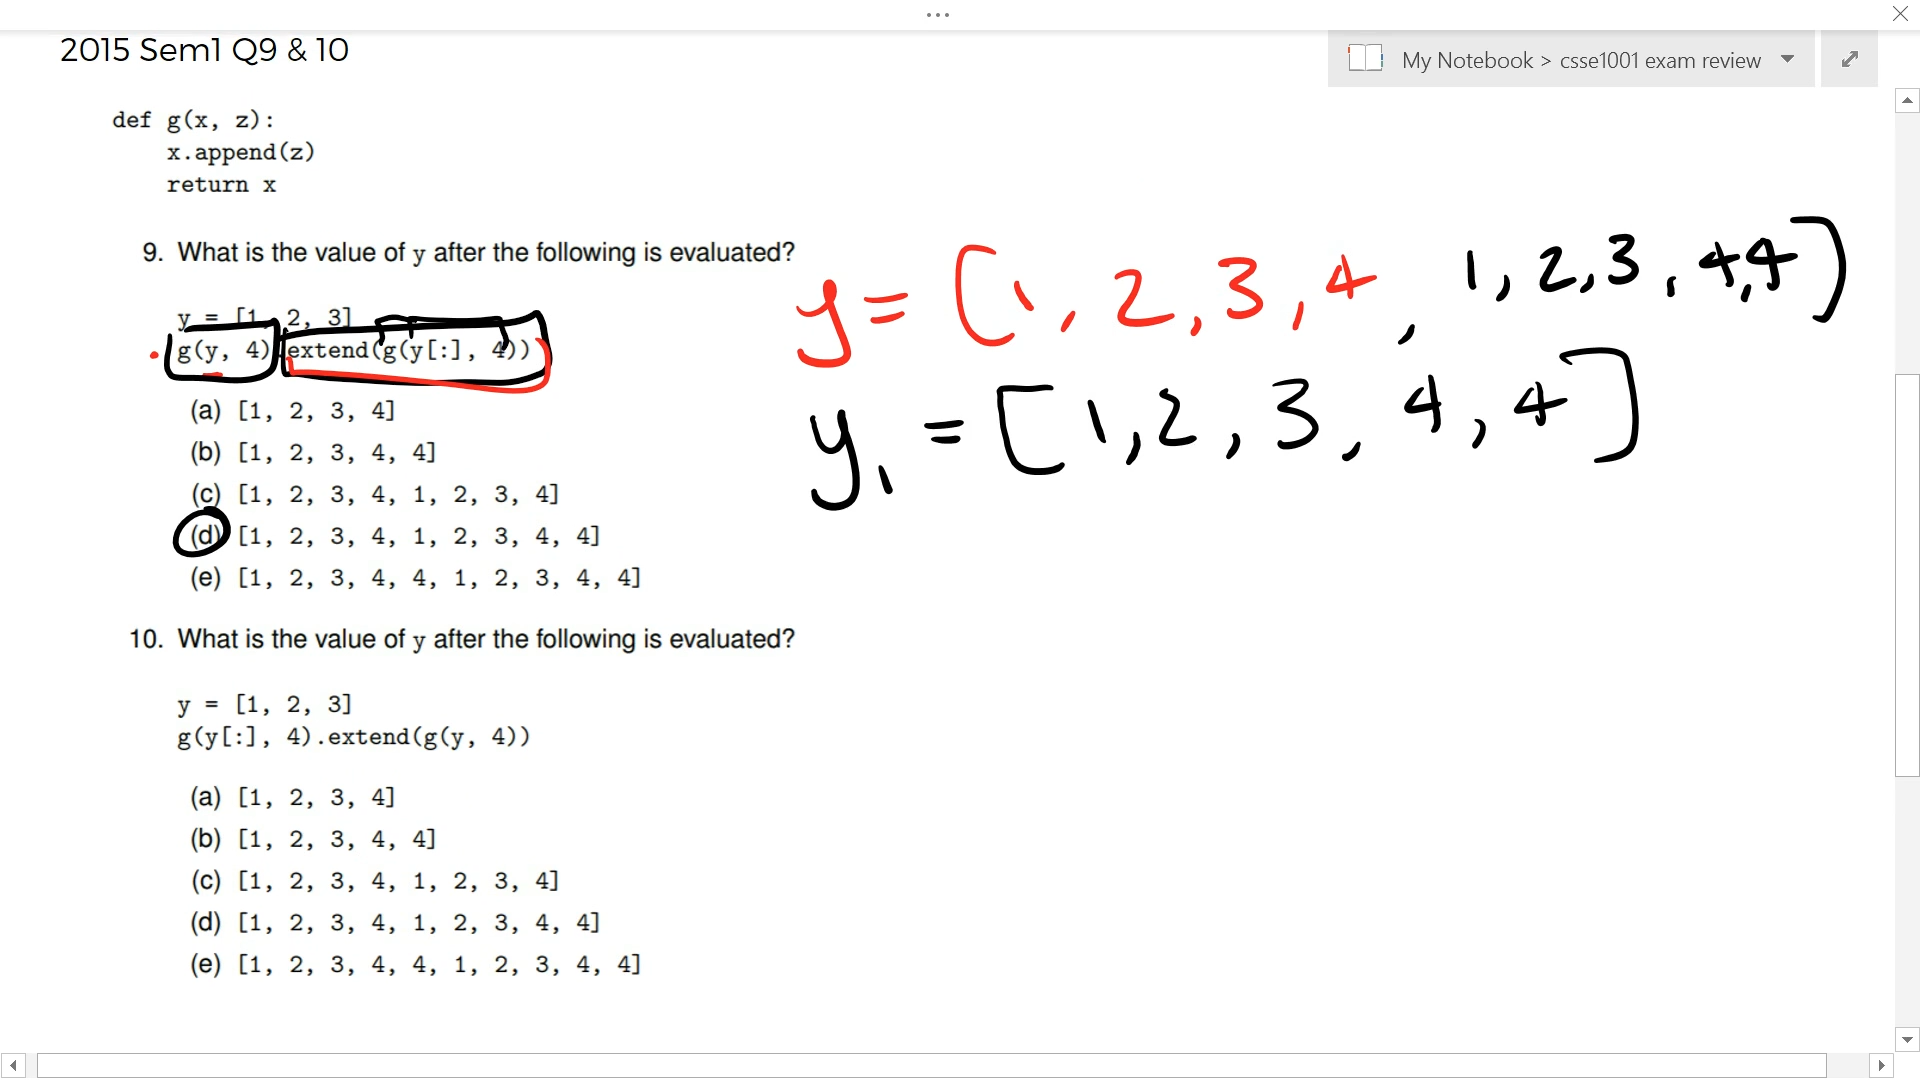 2015 Sem1 Q9 & 10
My Notebook > csse1001 exam review
def g(x, z):
x.append(z)
return x
9. What is the value of y after the following is evaluated?
y = [1, 2, 3]
g(y, 4).extend(g(y[:], 4))
(a) [1, 2, 3, 4]
(b) [1, 2, 3, 4, 4]
(c) [1, 2, 3, 4, 1, 2, 3, 4]
(d) [1, 2, 3, 4, 1, 2, 3, 4, 4]
(e) [1, 2, 3, 4, 4, 1, 2, 3, 4, 4]
y = [1, 2, 3, 4, 1, 2, 3, 4, 4]
y₁ = [1, 2, 3, 4, 4]
10. What is the value of y after the following is evaluated?
y = [1, 2, 3]
g(y[:], 4).extend(g(y, 4))
(a) [1, 2, 3, 4]
(b) [1, 2, 3, 4, 4]
(c) [1, 2, 3, 4, 1, 2, 3, 4]
(d) [1, 2, 3, 4, 1, 2, 3, 4, 4]
(e) [1, 2, 3, 4, 4, 1, 2, 3, 4, 4]